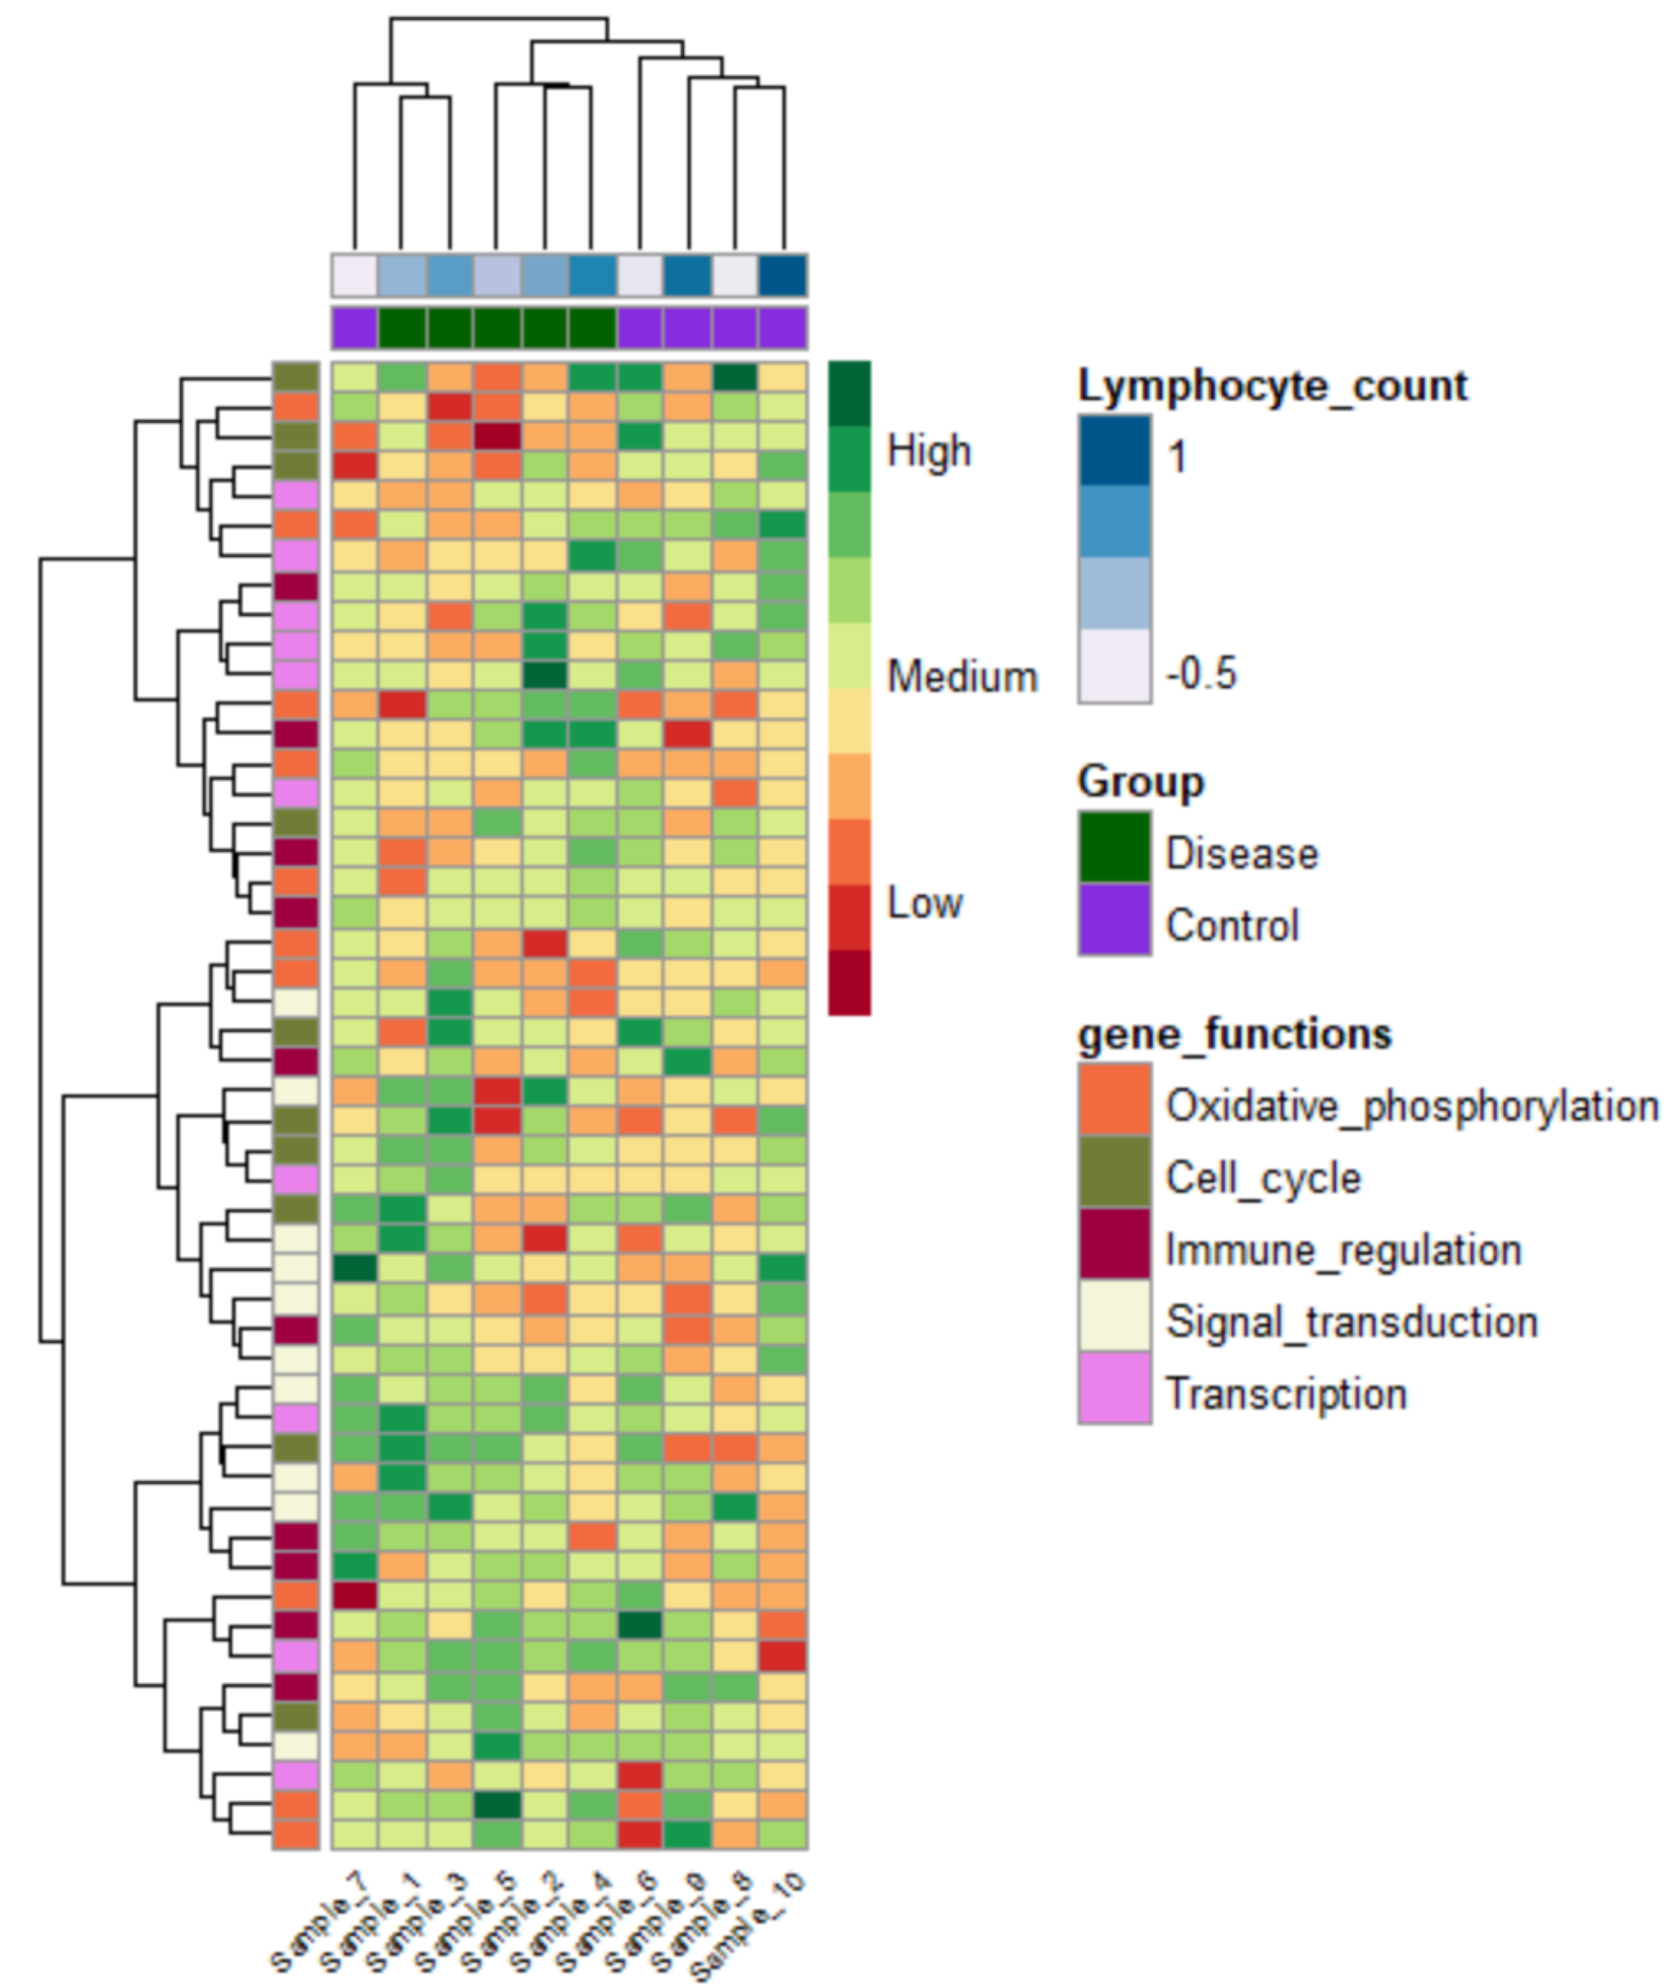 High
Medium
Low
Lymphocyte_count
1
-0.5
Group
Disease
Control
gene_functions
Oxidative_phosphorylation
Cell_cycle
Immune_regulation
Signal_transduction
Transcription
Sample_7
Sample_1
Sample_3
Sample_5
Sample_2
Sample_4
Sample_6
Sample_9
Sample_8
Sample_10